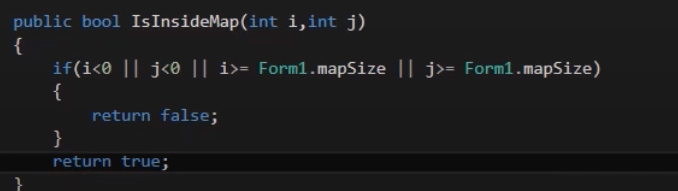 public bool IsInsideMap(int i,int j)
{
    if(i<0 || j<0 || i>= Form1.mapSize || j>= Form1.mapSize)
    {
        return false;
    }
    return true;
}